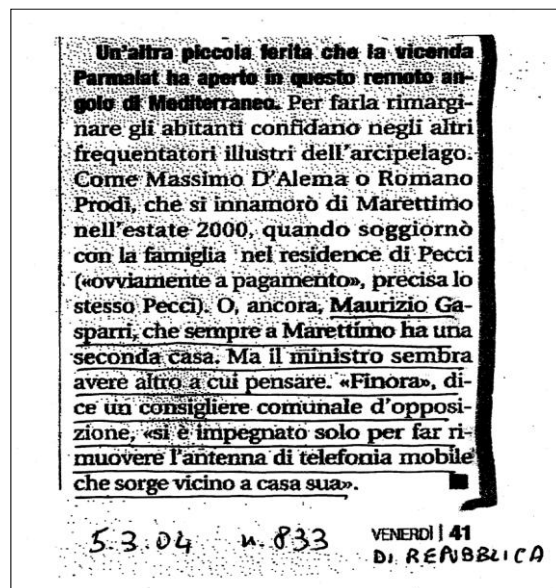 Un'altra piccola ferita che la vicenda
Parmalat ha aperto in questo remoto an-
golo di Mediterraneo. Per farla rimargi-
nare gli abitanti confidano negli altri
frequentatori illustri dell'arcipelago.
Come Massimo D'Alema o Romano
Prodi, che si innamorò di Marettimo
nell'estate 2000, quando soggiornò
con la famiglia nel residence di Pecci
(«ovviamente a pagamento», precisa lo
stesso Pecci). O, ancora, Maurizio Ga-
sparri, che sempre a Marettimo ha una
seconda casa. Ma il ministro sembra
avere altro a cui pensare. «Finora», di-
ce un consigliere comunale d'opposi-
zione, «si è impegnato solo per far ri-
muovere l'antenna di telefonia mobile
che sorge vicino a casa sua».
5.3.04 n.833 VENERDÌ | 41
DI REPUBBLICA